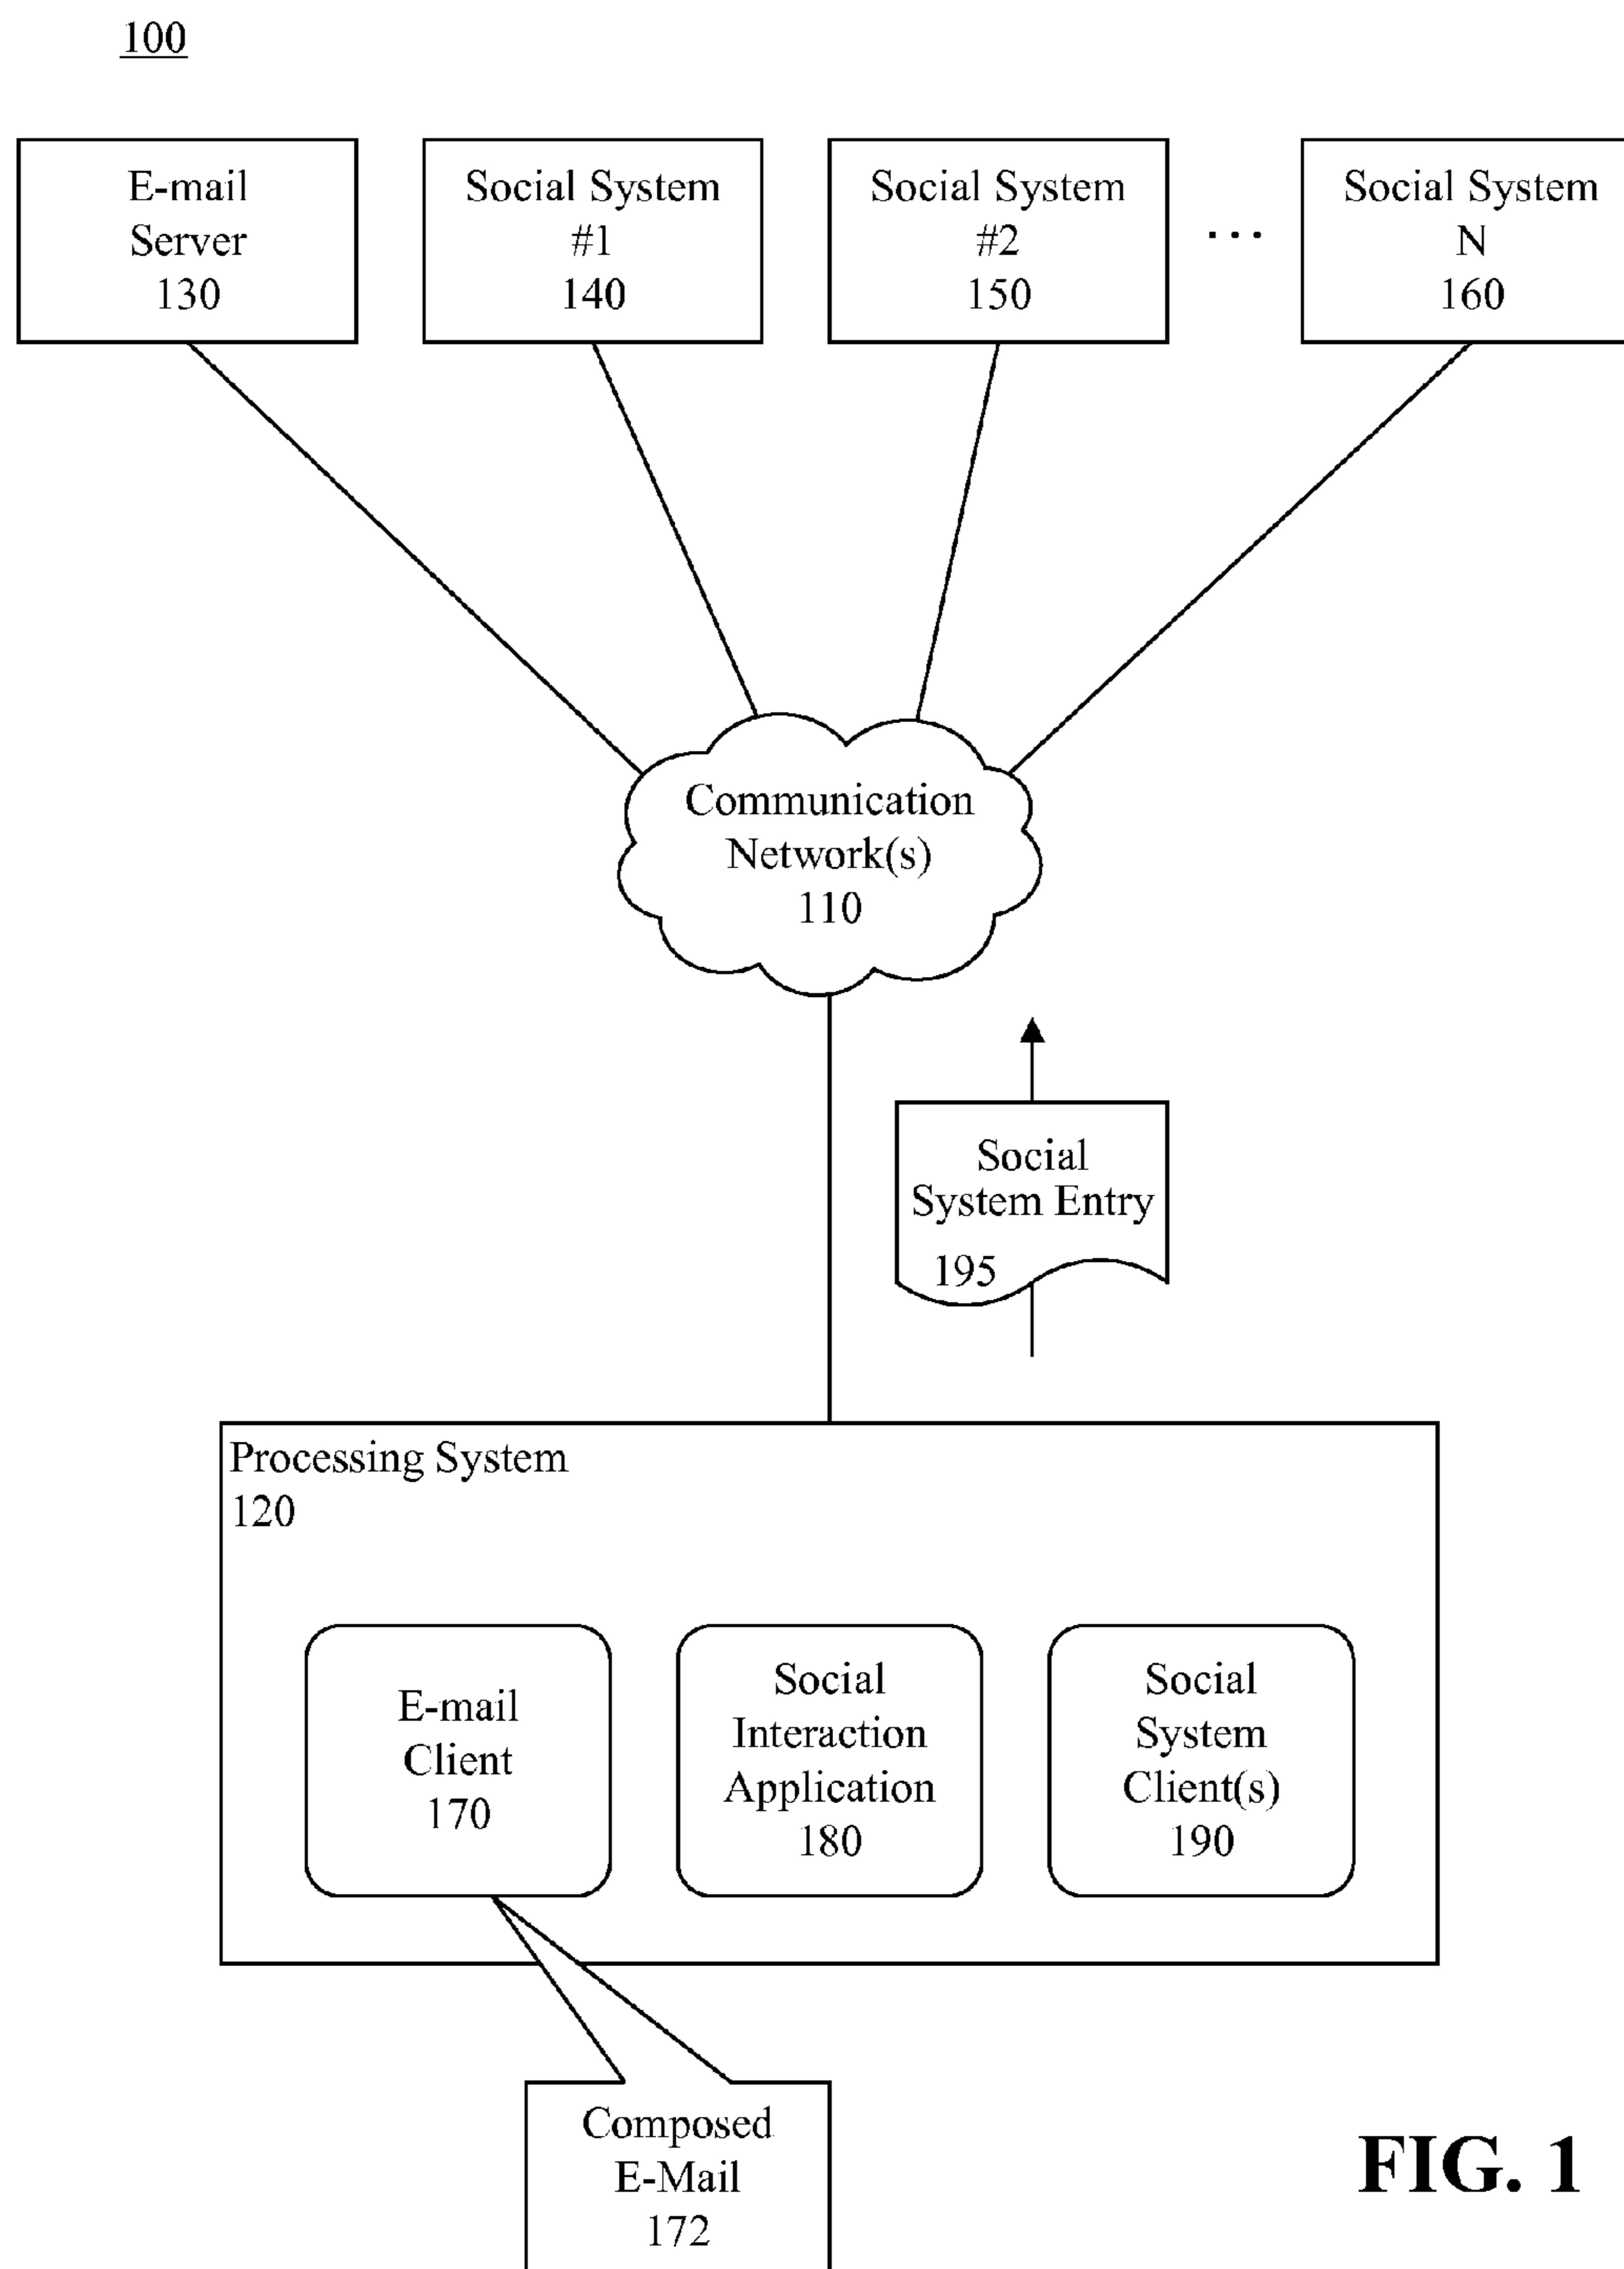 100
E-mail
Server
130
Social System
#1
140
Social System
#2
150
...
Social System
N
160
Communication
Network(s)
110
Social
System Entry
195
Processing System
120
E-mail
Client
170
Social
Interaction
Application
180
Social
System
Client(s)
190
Composed
E-Mail
172
FIG. 1